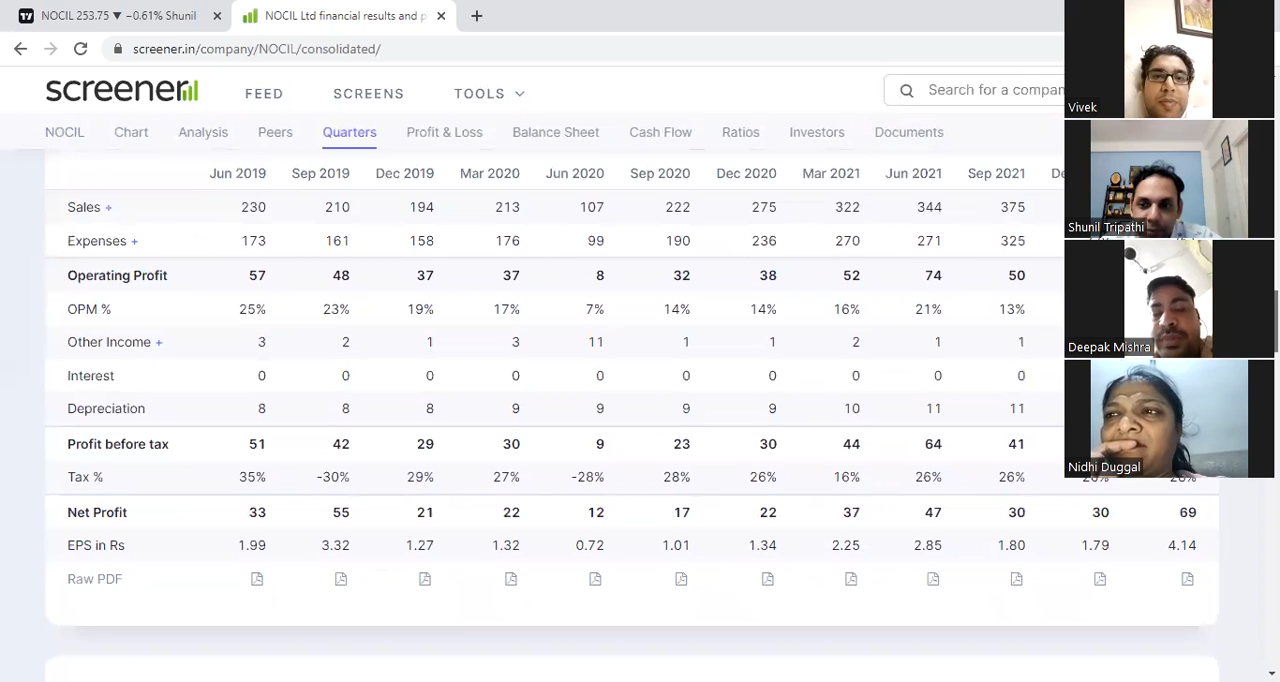 NOCIL 253.75 ▼ −0.61% Shunil
NOCIL Ltd financial results and p
screener.in/company/NOCIL/consolidated/
screener FEED SCREENS TOOLS Search for a compan
NOCIL Chart Analysis Peers Quarters Profit & Loss Balance Sheet Cash Flow Ratios Investors Documents
Jun 2019 Sep 2019 Dec 2019 Mar 2020 Jun 2020 Sep 2020 Dec 2020 Mar 2021 Jun 2021 Sep 2021 De
Sales + 230 210 194 213 107 222 275 322 344 375
Expenses + 173 161 158 176 99 190 236 270 271 325
Operating Profit 57 48 37 37 8 32 38 52 74 50
OPM % 25% 23% 19% 17% 7% 14% 14% 16% 21% 13%
Other Income + 3 2 1 3 11 1 1 2 1 1
Interest 0 0 0 0 0 0 0 0 0 0
Depreciation 8 8 8 9 9 9 9 10 11 11
Profit before tax 51 42 29 30 9 23 30 44 64 41
Tax % 35% -30% 29% 27% -28% 28% 26% 16% 26% 26%
Net Profit 33 55 21 22 12 17 22 37 47 30 30 69
EPS in Rs 1.99 3.32 1.27 1.32 0.72 1.01 1.34 2.25 2.85 1.80 1.79 4.14
Raw PDF
Vivek
Shunil Tripathi
Deepak Mishra
Nidhi Duggal